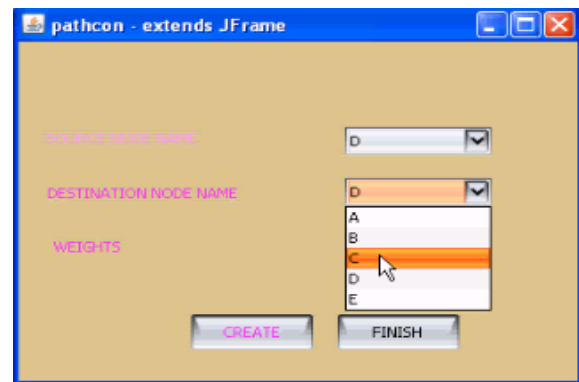 pathcon - extends JFrame
SOURCE NODE NAME
D
DESTINATION NODE NAME
D
A
B
WEIGHTS
C
D
E
CREATE
FINISH